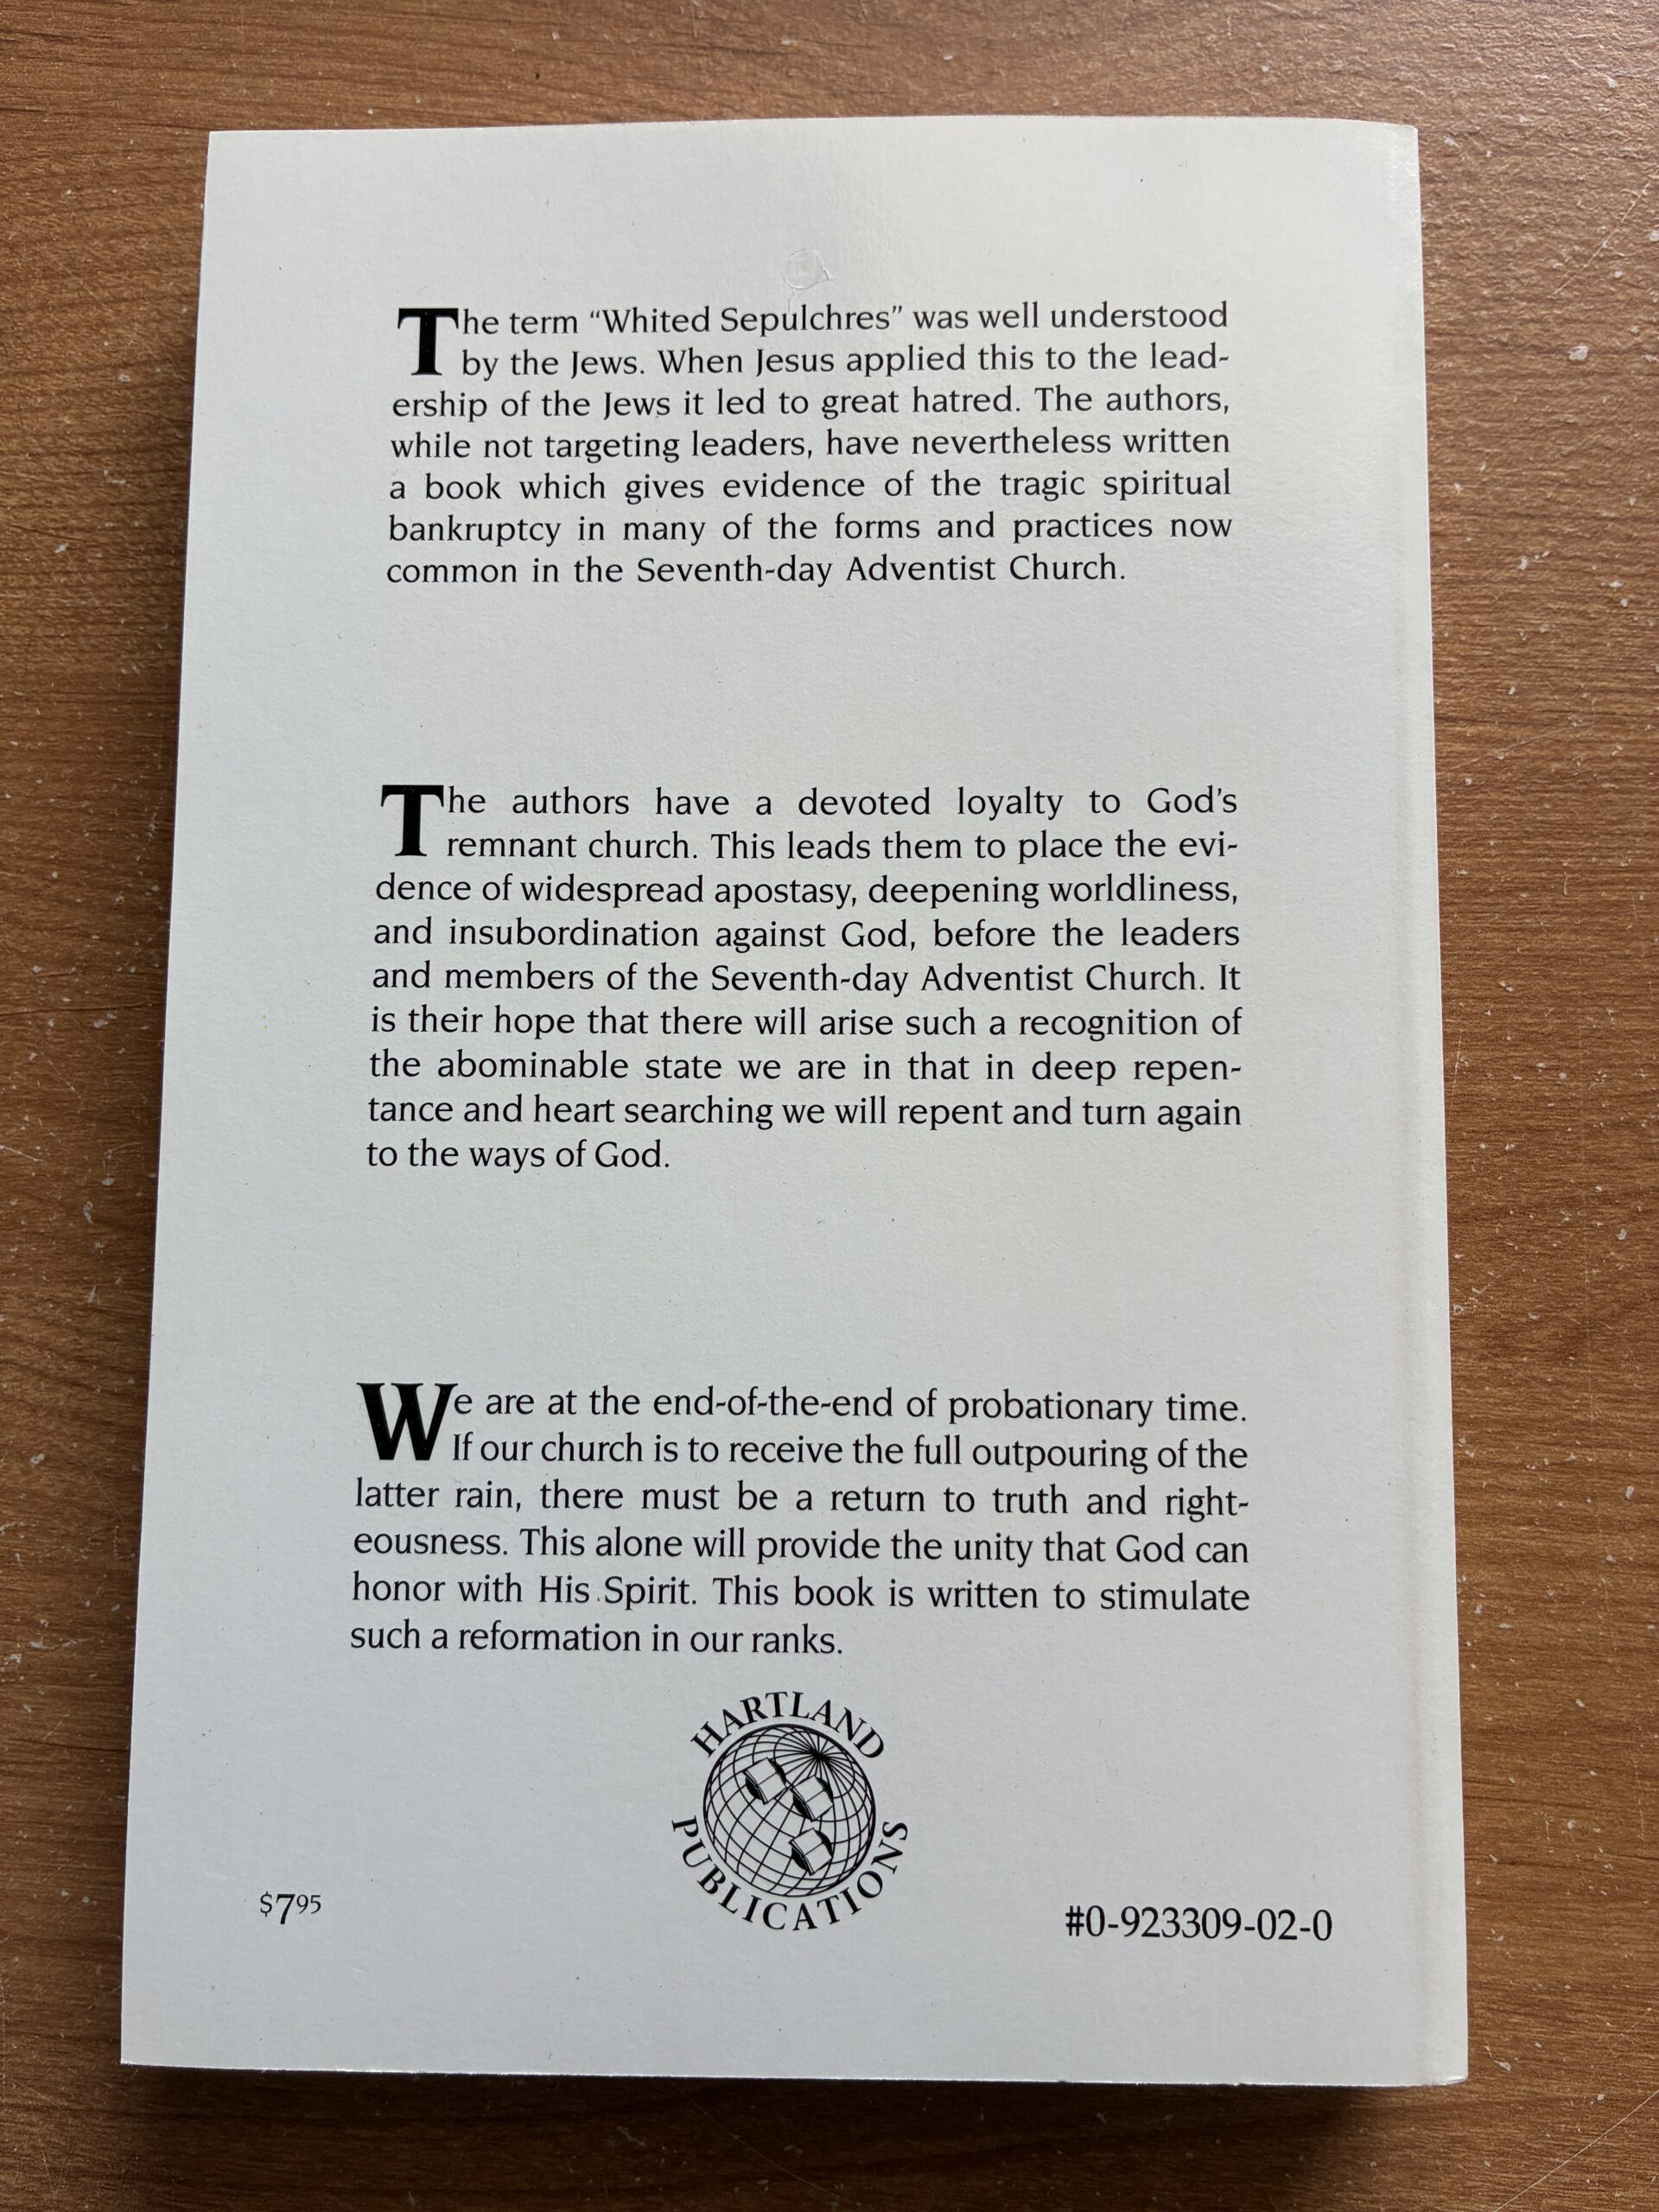 The term “Whited Sepulchres” was well understood
by the Jews. When Jesus applied this to the lead-
ership of the Jews it led to great hatred. The authors,
while not targeting leaders, have nevertheless written
a book which gives evidence of the tragic spiritual
bankruptcy in many of the forms and practices now
common in the Seventh-day Adventist Church.
The authors have a devoted loyalty to God's
remnant church. This leads them to place the evi-
dence of widespread apostasy, deepening worldliness,
and insubordination against God, before the leaders
and members of the Seventh-day Adventist Church. It
is their hope that there will arise such a recognition of
the abominable state we are in that in deep repen-
tance and heart searching we will repent and turn again
to the ways of God.
We are at the end-of-the-end of probationary time.
If our church is to receive the full outpouring of the
latter rain, there must be a return to truth and right-
eousness. This alone will provide the unity that God can
honor with His Spirit. This book is written to stimulate
such a reformation in our ranks.
HARTLAND
PUBLICATIONS
$7.95
#0-923309-02-0